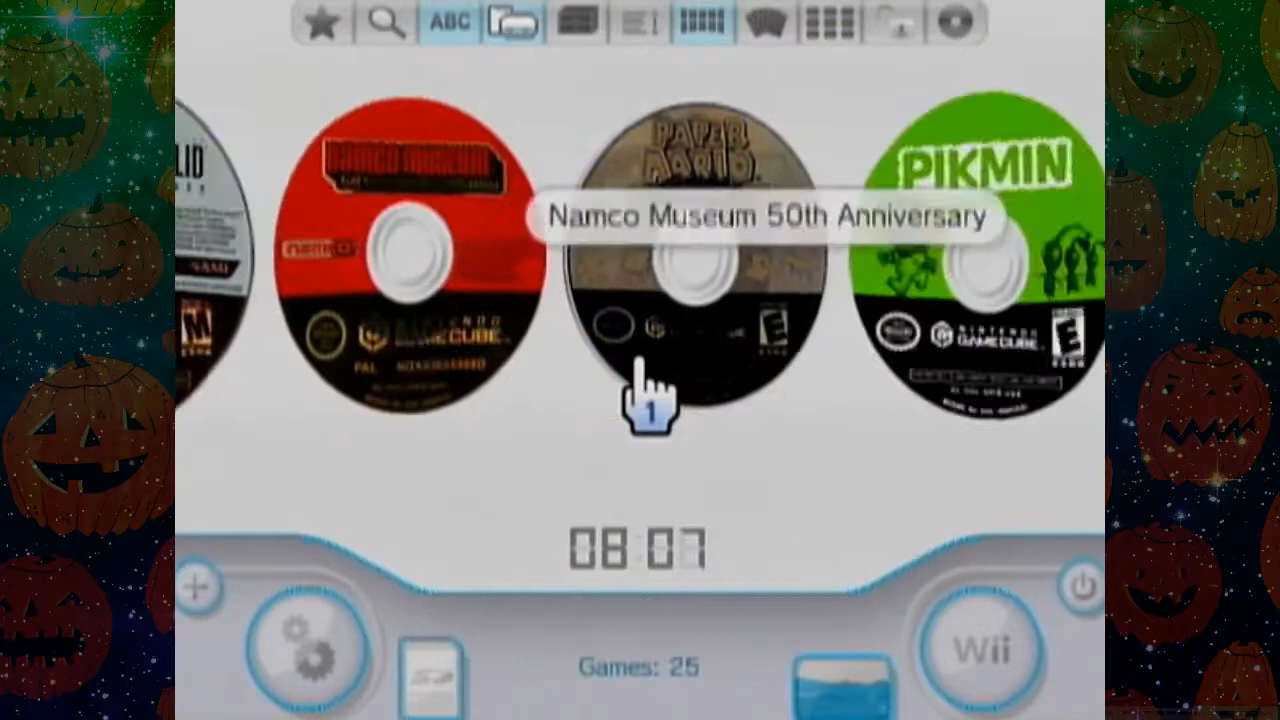 ABC
LID
NAMCO MUSEUM
PAPER
MARIO
PIKMIN
Namco Museum 50th Anniversary
namco
M
NINTENDO
GAMECUBE
PAL
E
NINTENDO
GAMECUBE
E
1
08:07
Wii
Games: 25